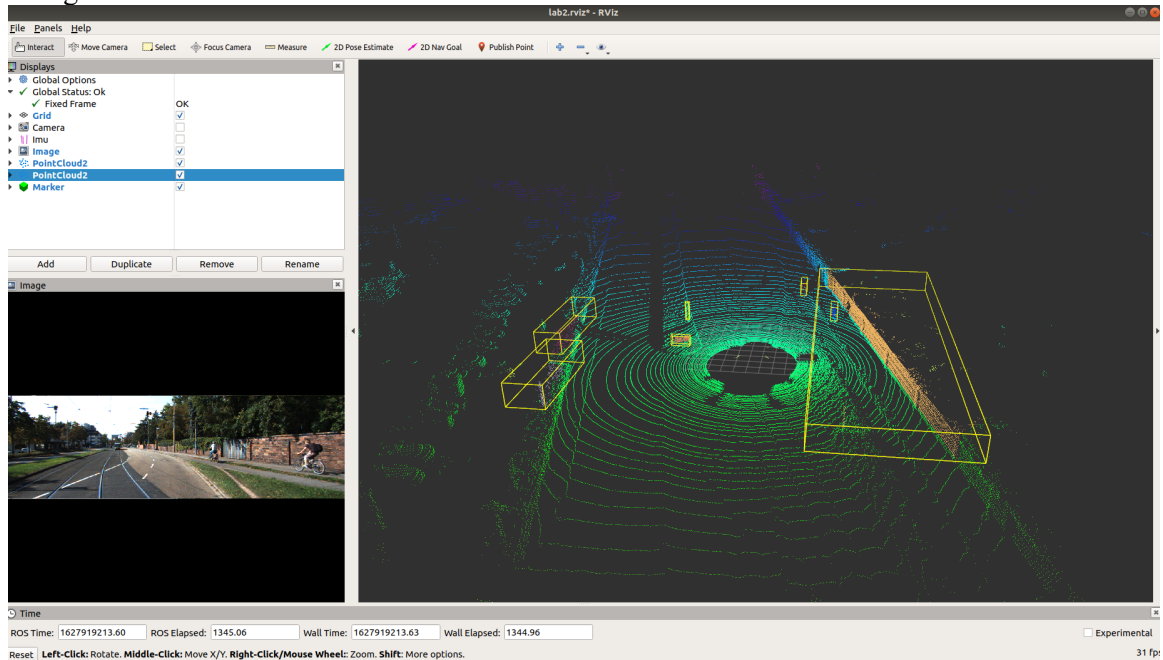 lab2.rviz* - RViz
File Panels Help
Interact Move Camera Select Focus Camera Measure 2D Pose Estimate 2D Nav Goal Publish Point
Displays
Global Options
Global Status: Ok
Fixed Frame OK
Grid
Camera
Imu
Image
PointCloud2
PointCloud2
Marker
Add Duplicate Remove Rename
Image
Time
ROS Time: 1627919213.60 ROS Elapsed: 1345.06 Wall Time: 1627919213.63 Wall Elapsed: 1344.96 Experimental
Reset Left-Click: Rotate. Middle-Click: Move X/Y. Right-Click/Mouse Wheel:: Zoom. Shift: More options. 31 fps